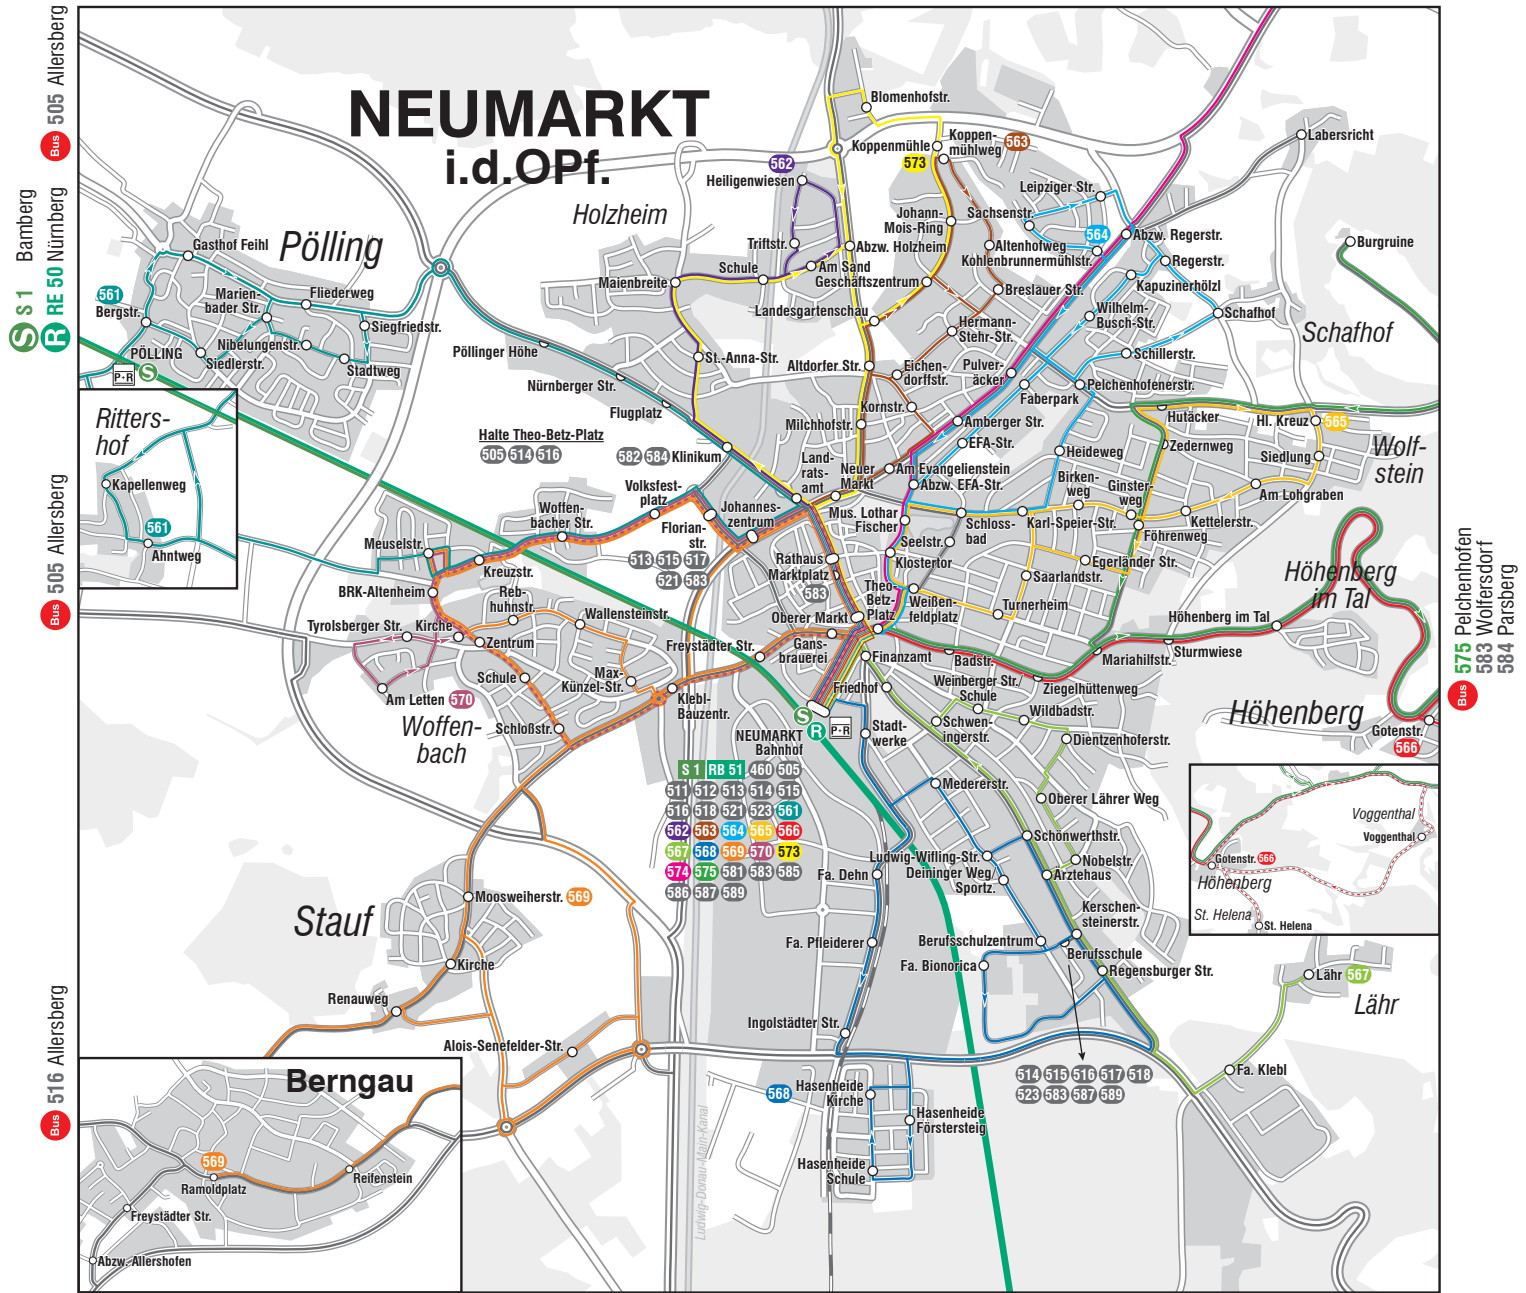 NEUMARKT
i.d.OPf.
Bus 505 Allersberg
S S 1 Bamberg
R RE 50 Nürnberg
Bus 505 Allersberg
Bus 516 Allersberg
575 Pelchenhofen
583 Wolfersdorf
Bus 584 Parsberg
Blomenhofstr.
Koppenmühle
573
Koppen-
mühlweg
563
Labersricht
562
Heiligenwiesen
Holzheim
Leipziger Str.
Johann-
Mois-Ring
Sachsenstr.
564
Abzw. Regerstr.
Burgruine
Pölling
Gasthof Feihl
Triftstr.
Abzw. Holzheim
Altenhofweg
Kohlenbrunnermühlstr.
Regerstr.
Schule
Am Sand
Maienbreite
Geschäftszentrum
Breslauer Str.
Kapuzinerhölzl
561
Bergstr.
Marien-
bader Str.
Fliederweg
Siegfriedstr.
Landesgartenschau
Wilhelm-
Busch-Str.
Schafhof
Schafhof
Hermann-
Stehr-Str.
Nibelungenstr.
PÖLLING
P+R
S
Siedlerstr.
Stadtweg
Pöllinger Höhe
St.-Anna-Str.
Altdorfer Str.
Eichen-
dorffstr.
Pulver-
äcker
Schillerstr.
Nürnberger Str.
Faberpark
Pelchenhofenerstr.
Ritters-
hof
Flugplatz
Kornstr.
Milchhofstr.
Amberger Str.
Hutäcker
Hl. Kreuz
565
Halte Theo-Betz-Platz
505 514 516
582 584 Klinikum
EFA-Str.
Heideweg
Zedernweg
Siedlung
Wolf-
stein
Land-
rats-
amt
Neuer
Markt
Am Evangelienstein
Abzw. EFA-Str.
Birken-
weg
Ginster-
weg
Am Lohgraben
Kapellenweg
561
Ahntweg
Volksfest-
platz
Johannes-
zentrum
Woffen-
bacher Str.
Florian-
str.
Mus. Lothar
Fischer
Schloss-
bad
Karl-Speier-Str.
Kettelerstr.
Föhrenweg
Meuselstr.
Kreuzstr.
513 515 517
521 583
Rathaus
Marktplatz
583
Seelstr.
Klostertor
Egerländer Str.
Saarlandstr.
Höhenberg
im Tal
BRK-Altenheim
Reb-
huhnstr.
Wallensteinstr.
Theo-
Betz-
Platz
Weißen-
feldplatz
Turnerheim
Höhenberg im Tal
Tyrolsberger Str.
Kirche
Zentrum
Oberer Markt
Freystädter Str.
Gans-
brauerei
Finanzamt
Badstr.
Mariahilfstr.
Sturmwiese
Schule
Max-
Künzel-Str.
Friedhof
Weinberger Str./
Schule
Ziegelhüttenweg
Am Letten 570
Klebl-
Bauzentr.
Woffen-
bach
Schloßstr.
S
R
P+R
NEUMARKT
Bahnhof
Stadt-
werke
Schwen-
ingerstr.
Wildbadstr.
Höhenberg
Gotenstr.
566
Dientzenhoferstr.
S 1 RB 51 460 505
511 512 513 514 515
516 518 521 523 561
562 563 564 565 566
567 568 569 570 573
574 575 581 583 585
586 587 589
Medererstr.
Oberer Lährer Weg
Voggenthal
Voggenthal
Schönwerthstr.
Gotenstr. 566
Höhenberg
St. Helena
St. Helena
Ludwig-Wifling-Str.
Deininger Weg
Sportz.
Nobelstr.
Ärztehaus
Fa. Dehn
Stauf
Moosweiherstr. 569
Kerschen-
steinerstr.
Fa. Pfleiderer
Berufsschulzentrum
Berufsschule
Kirche
Fa. Bionorica
Regensburger Str.
Lähr 567
Lähr
Renauweg
Ingolstädter Str.
Alois-Senefelder-Str.
514 515 516 517 518
523 583 587 589
Fa. Klebl
Berngau
568
Hasenheide
Kirche
Hasenheide
Förstersteig
Ludwig-Donau-Main-Kanal
Hasenheide
Schule
569
Ramoldplatz
Reifenstein
Freystädter Str.
Abzw. Allershofen